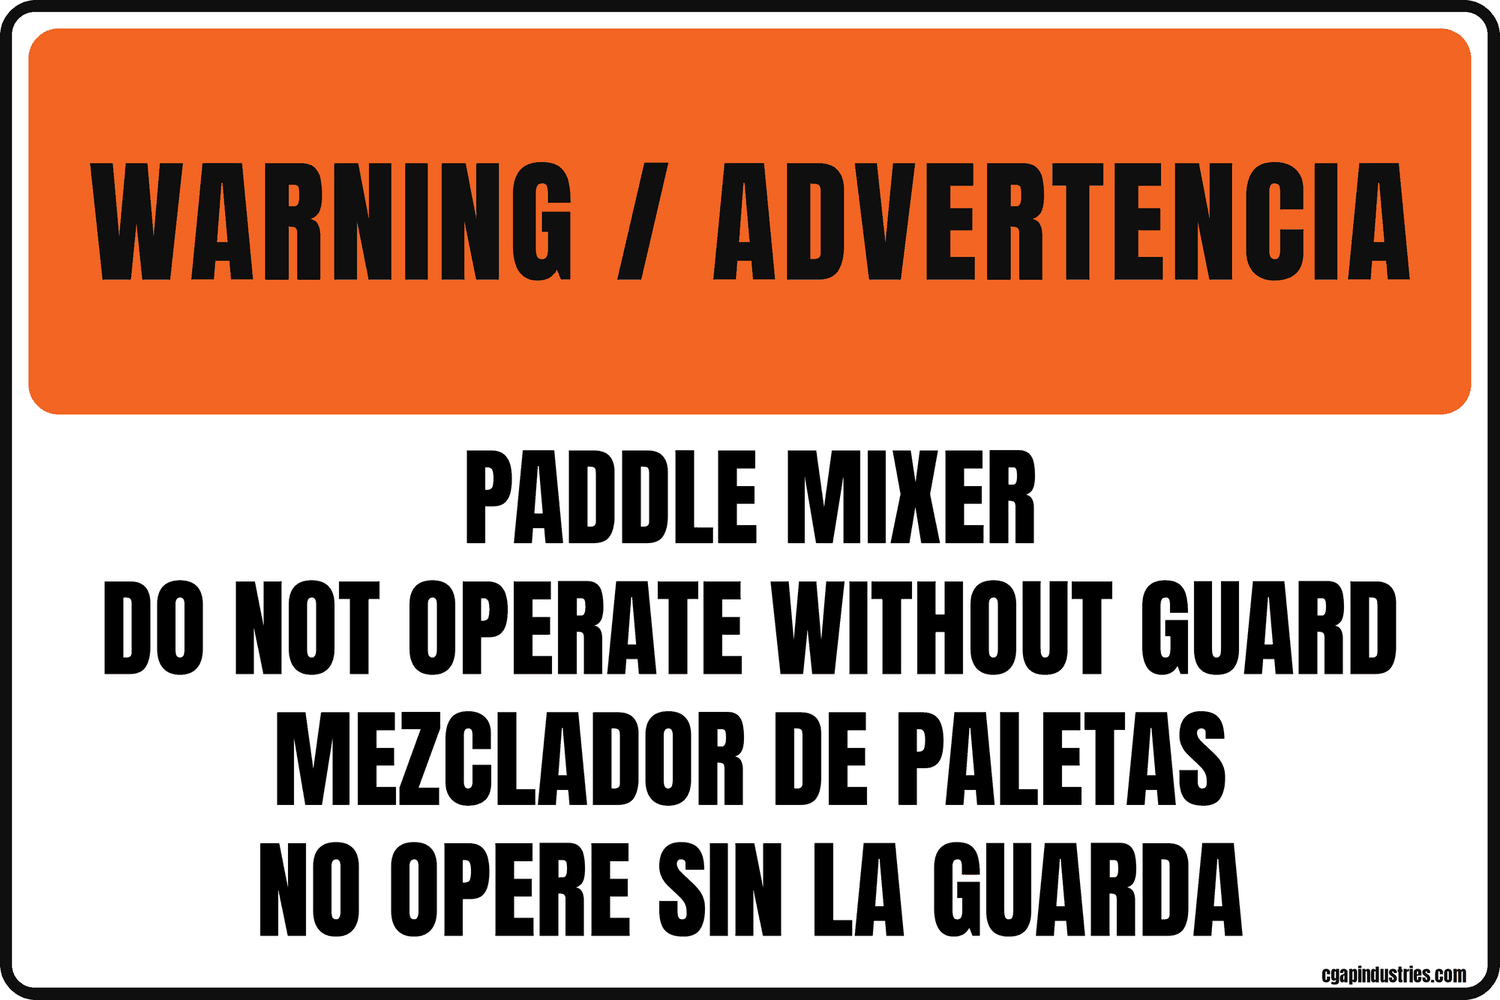 WARNING / ADVERTENCIA
PADDLE MIXER
DO NOT OPERATE WITHOUT GUARD
MEZCLADOR DE PALETAS
NO OPERE SIN LA GUARDA
cgapindustries.com